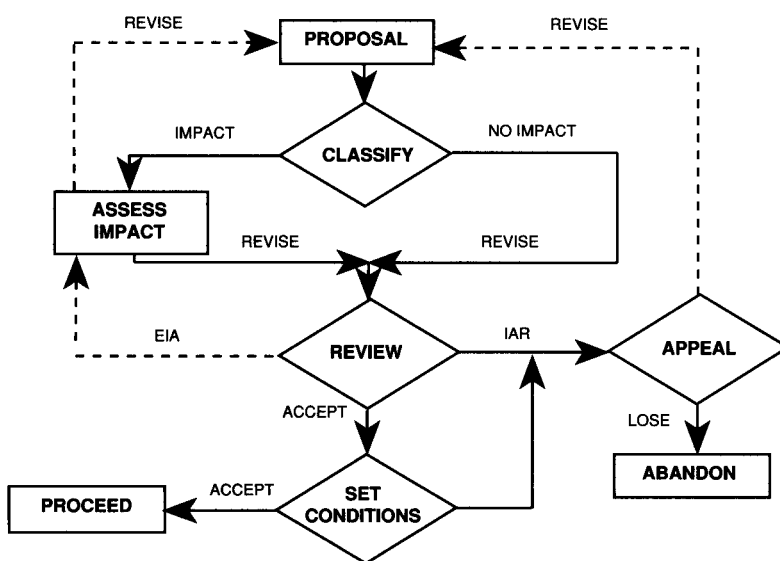 REVISE
PROPOSAL
REVISE
IMPACT
NO IMPACT
CLASSIFY
ASSESS
IMPACT
REVISE
REVISE
EIA
REVIEW
IAR
APPEAL
ACCEPT
LOSE
ABANDON
PROCEED
ACCEPT
SET
CONDITIONS